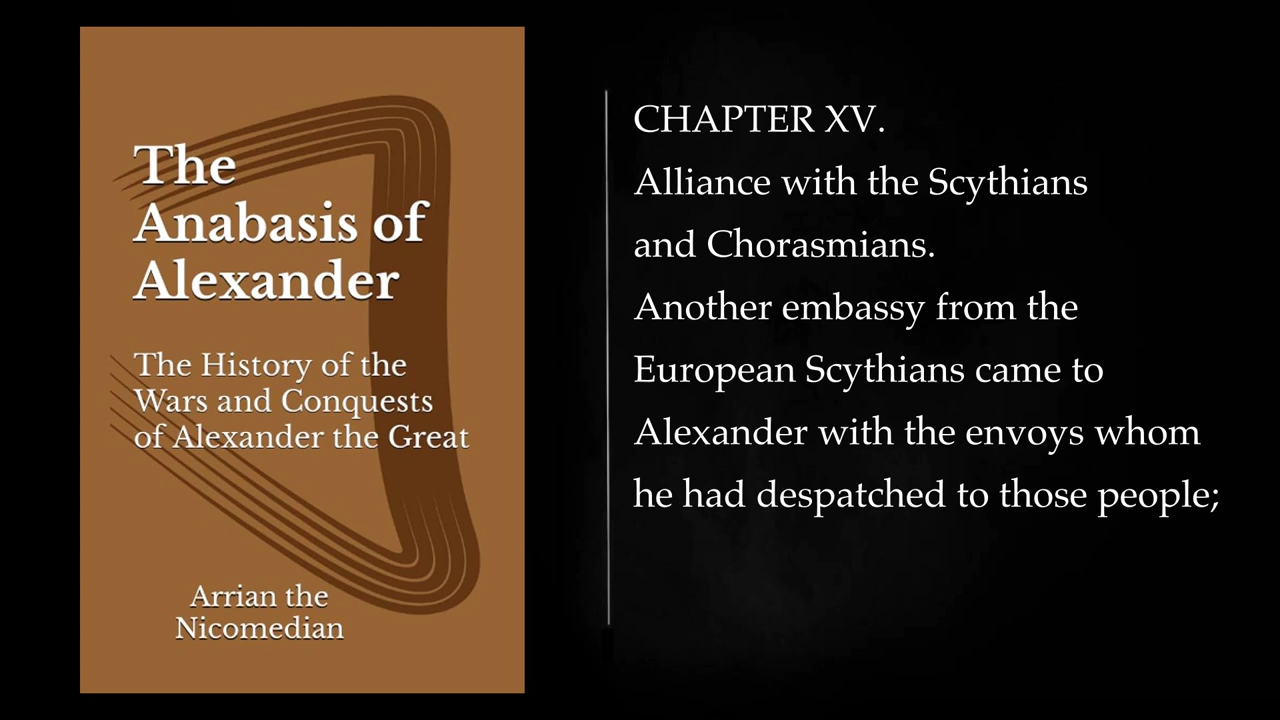 The
Anabasis of
Alexander
The History of the
Wars and Conquests
of Alexander the Great
Arrian the
Nicomedian
CHAPTER XV.
Alliance with the Scythians
and Chorasmians.
Another embassy from the
European Scythians came to
Alexander with the envoys whom
he had despatched to those people;